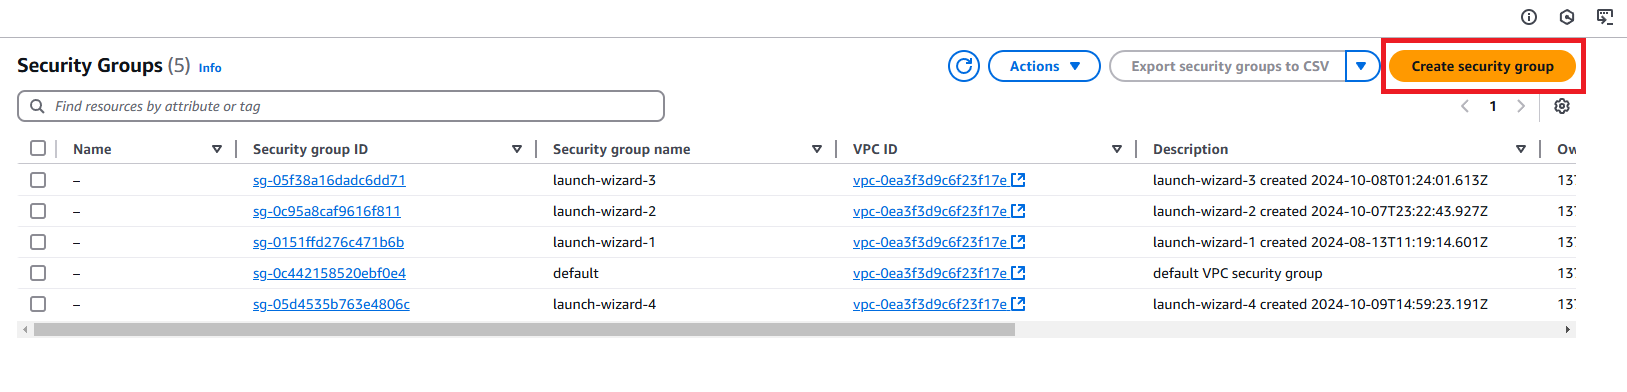 Security Groups (5) Info
Actions
Export security groups to CSV
Create security group
Find resources by attribute or tag
1
Name Security group ID Security group name VPC ID Description Ow
– sg-05f38a16dadc6dd71 launch-wizard-3 vpc-0ea3f3d9c6f23f17e launch-wizard-3 created 2024-10-08T01:24:01.613Z 137
– sg-0c95a8caf9616f811 launch-wizard-2 vpc-0ea3f3d9c6f23f17e launch-wizard-2 created 2024-10-07T23:22:43.927Z 137
– sg-0151ffd276c471b6b launch-wizard-1 vpc-0ea3f3d9c6f23f17e launch-wizard-1 created 2024-08-13T11:19:14.601Z 137
– sg-0c442158520ebf0e4 default vpc-0ea3f3d9c6f23f17e default VPC security group 137
– sg-05d4535b763e4806c launch-wizard-4 vpc-0ea3f3d9c6f23f17e launch-wizard-4 created 2024-10-09T14:59:23.191Z 137